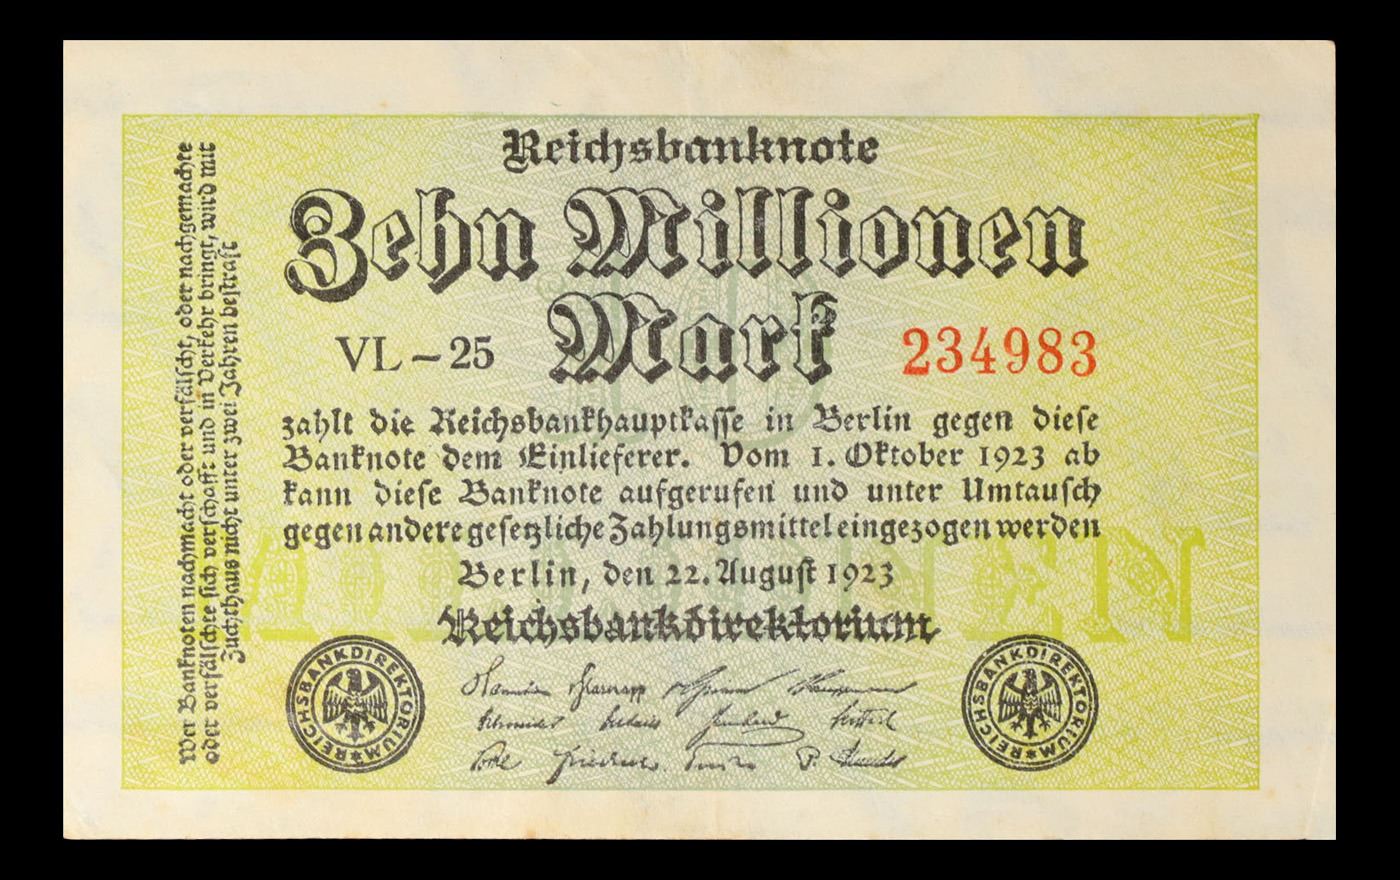 Reichsbanknote
Zehn Millionen
Mark
VL-25
234983
zahlt die Reichsbankhauptkasse in Berlin gegen diese
Banknote dem Einlieferer. Vom 1. Oktober 1923 ab
kann diese Banknote aufgerufen und unter Umtausch
gegen andere gesetzliche Zahlungsmittel eingezogen werden
Berlin, den 22. August 1923
Reichsbankdirektorium
REICHSBANKDIREKTORIUM
REICHSBANKDIREKTORIUM
Wer Banknoten nachmacht oder verfälscht, oder nachgemachte
oder verfälschte sich verschafft und in Verkehr bringt, wird mit
Zuchthaus nicht unter zwei Jahren bestraft
10